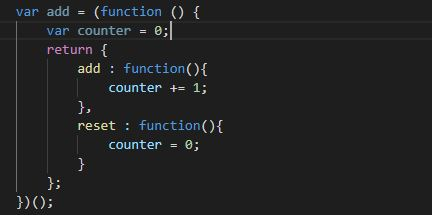 var add = (function () {
    var counter = 0;
    return {
        add : function(){
            counter += 1;
        },
        reset : function(){
            counter = 0;
        }
    };
})();